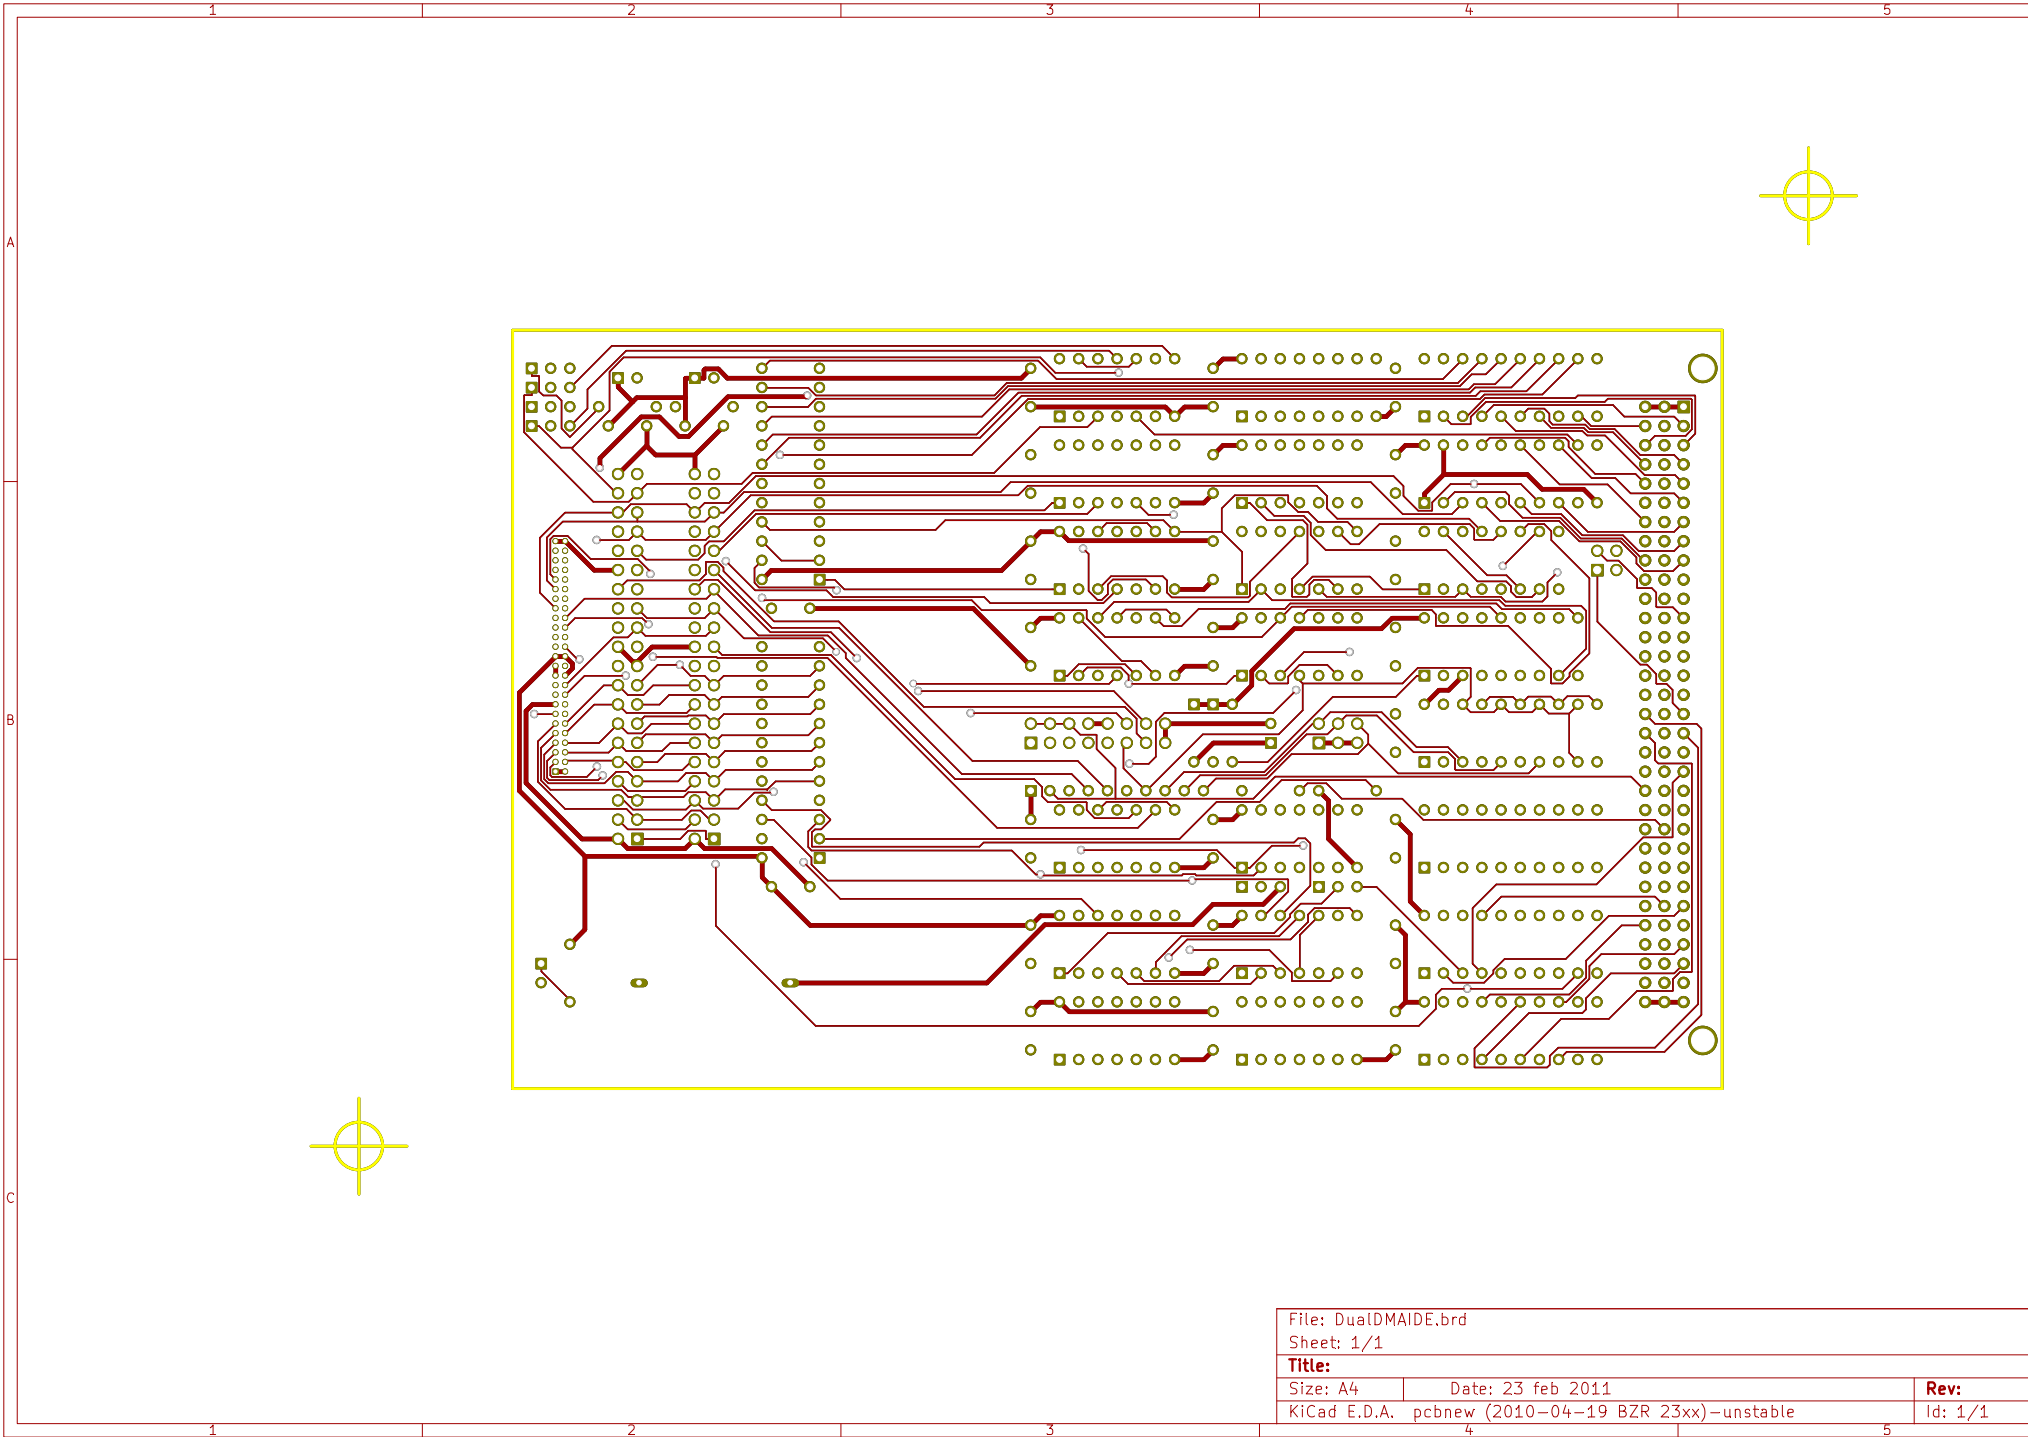 1 2 3 4 5
A
B
C
File: DualDMAIDE.brd
Sheet: 1/1
Title:
Size: A4 Date: 23 feb 2011 Rev:
KiCad E.D.A. pcbnew (2010-04-19 BZR 23xx)-unstable Id: 1/1
1 2 3 4 5